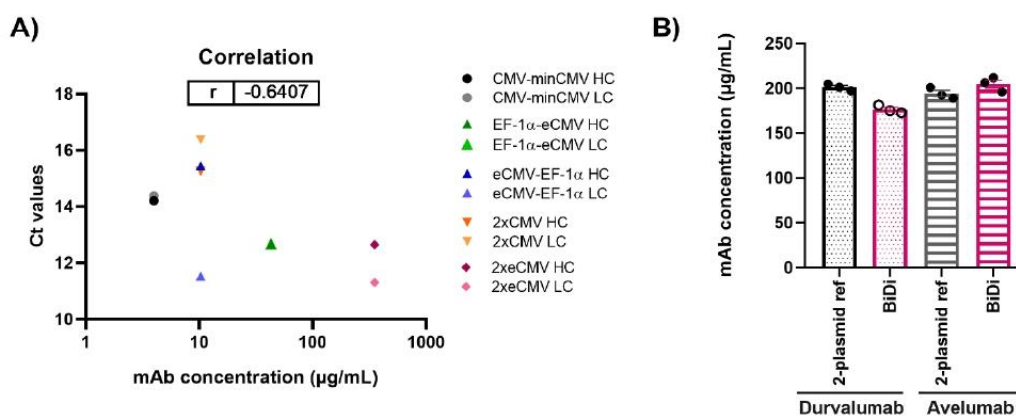 A)
Correlation
r -0.6407
18
16
14
12
10
Ct values
1 10 100 1000
mAb concentration (µg/mL)
CMV-minCMV HC
CMV-minCMV LC
EF-1α-eCMV HC
EF-1α-eCMV LC
eCMV-EF-1α HC
eCMV-EF-1α LC
2xCMV HC
2xCMV LC
2xeCMV HC
2xeCMV LC
B)
mAb concentration (µg/mL)
250
200
150
100
50
0
2-plasmid ref
BiDi
2-plasmid ref
BiDi
Durvalumab Avelumab